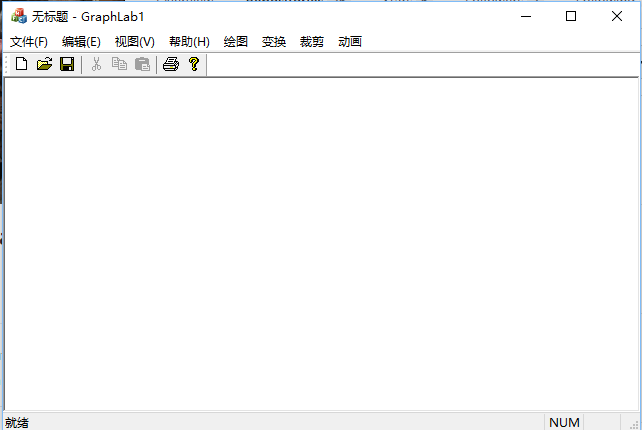 无标题 - GraphLab1
文件(F) 编辑(E) 视图(V) 帮助(H) 绘图 变换 裁剪 动画
就绪 NUM